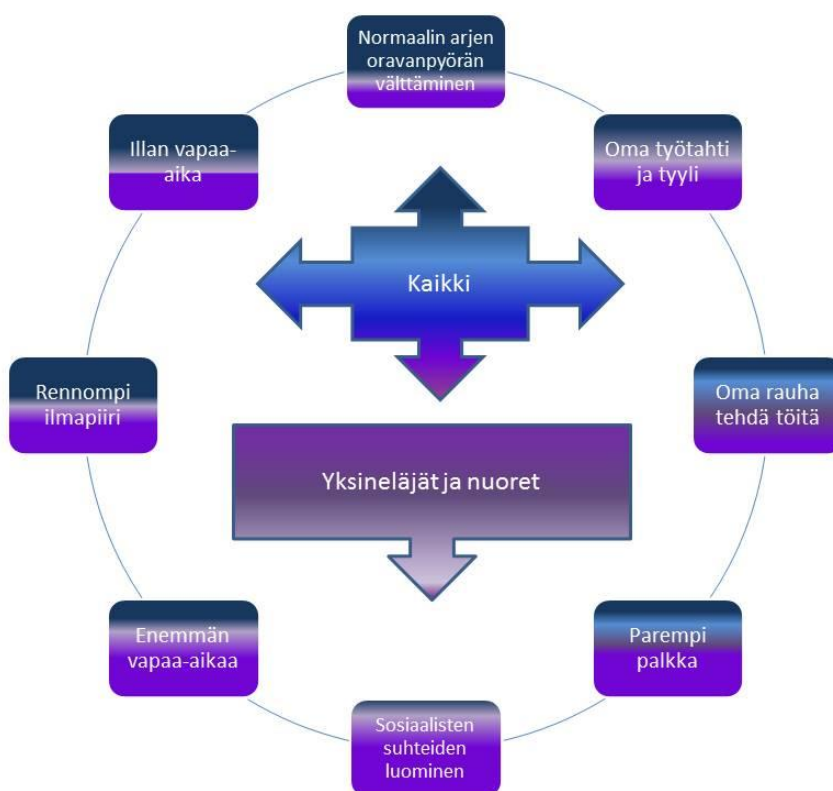 Normaalin arjen
oravanpyörän
välttäminen
Oma työtahti
ja tyyli
Oma rauha
tehdä töitä
Parempi
palkka
Sosiaalisten
suhteiden
luominen
Enemmän
vapaa-aikaa
Rennompi
ilmapiiri
Illan vapaa-
aika
Kaikki
Yksineläjät ja nuoret